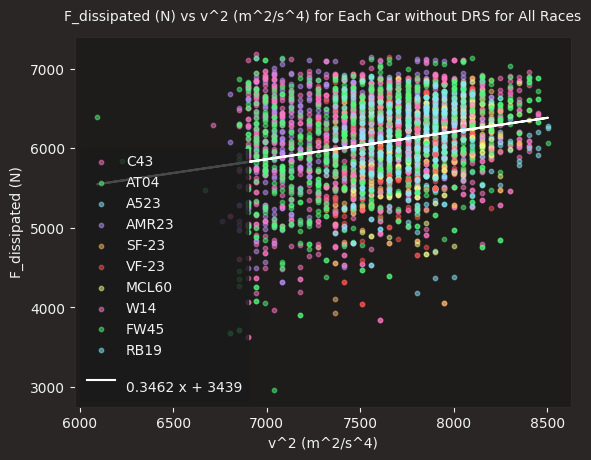 F_dissipated (N) vs v^2 (m^2/s^4) for Each Car without DRS for All Races
F_dissipated (N)
7000
6000
5000
4000
3000
C43
AT04
A523
AMR23
SF-23
VF-23
MCL60
W14
FW45
RB19
0.3462 x + 3439
6000 6500 7000 7500 8000 8500
v^2 (m^2/s^4)